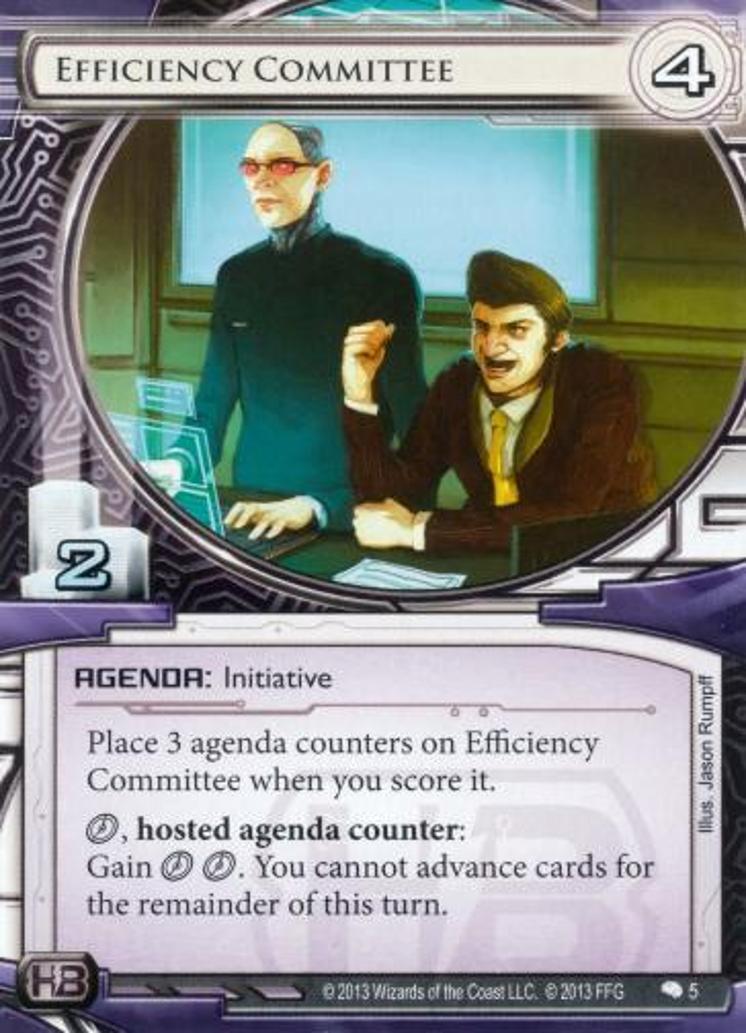 Efficiency Committee
4
2
AGENDA: Initiative
Place 3 agenda counters on Efficiency
Committee when you score it.
, hosted agenda counter:
Gain . You cannot advance cards for
the remainder of this turn.
Illus. Jason Rumpff
HB
© 2013 Wizards of the Coast LLC. © 2013 FFG
5